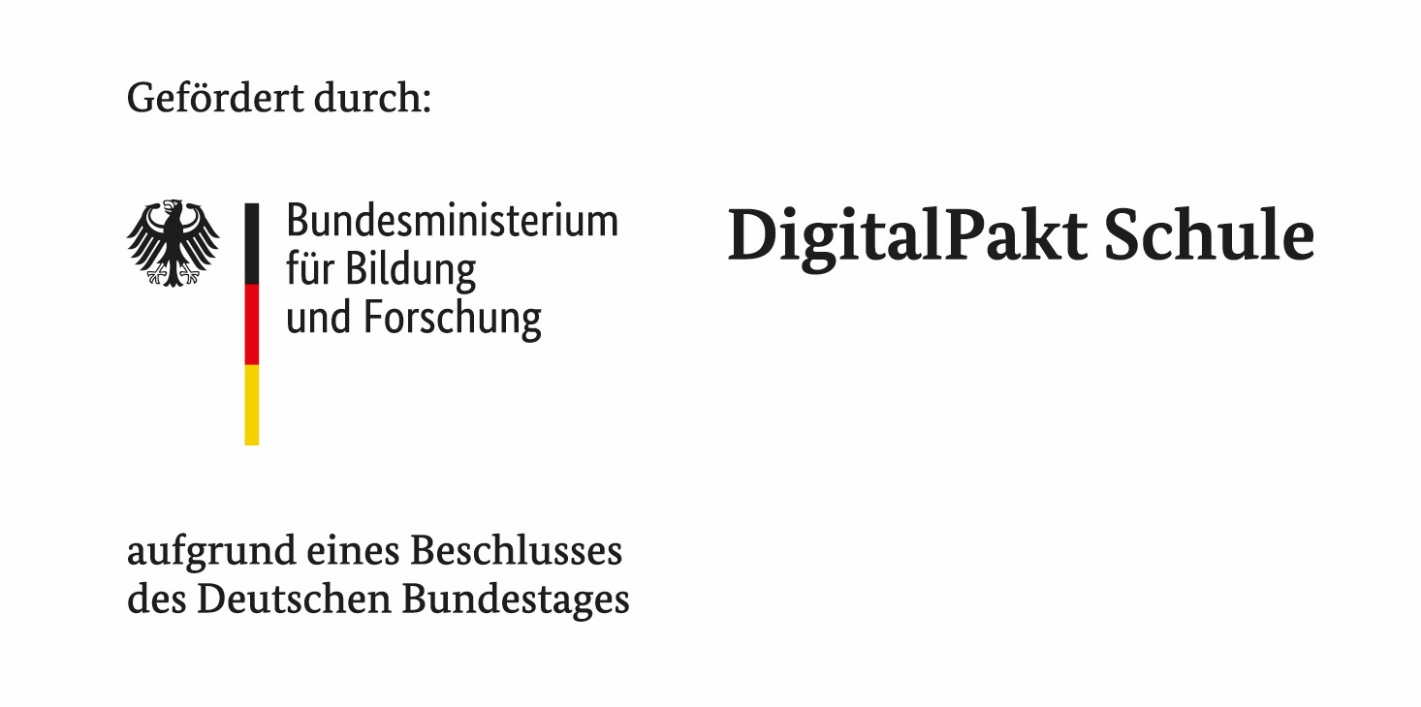 Gefördert durch:
Bundesministerium
für Bildung
und Forschung
DigitalPakt Schule
aufgrund eines Beschlusses
des Deutschen Bundestages